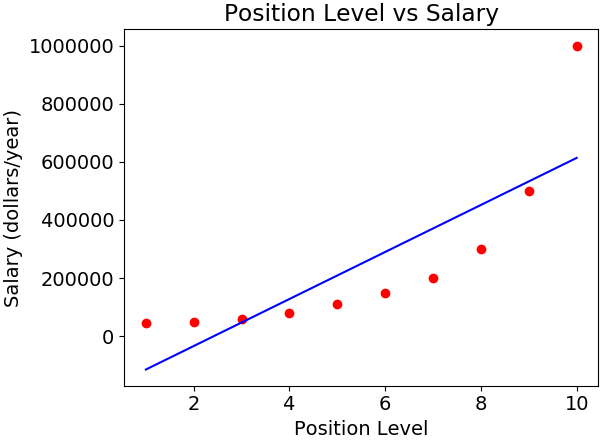 Position Level vs Salary
Salary (dollars/year)
1000000
800000
600000
400000
200000
0
2 4 6 8 10
Position Level